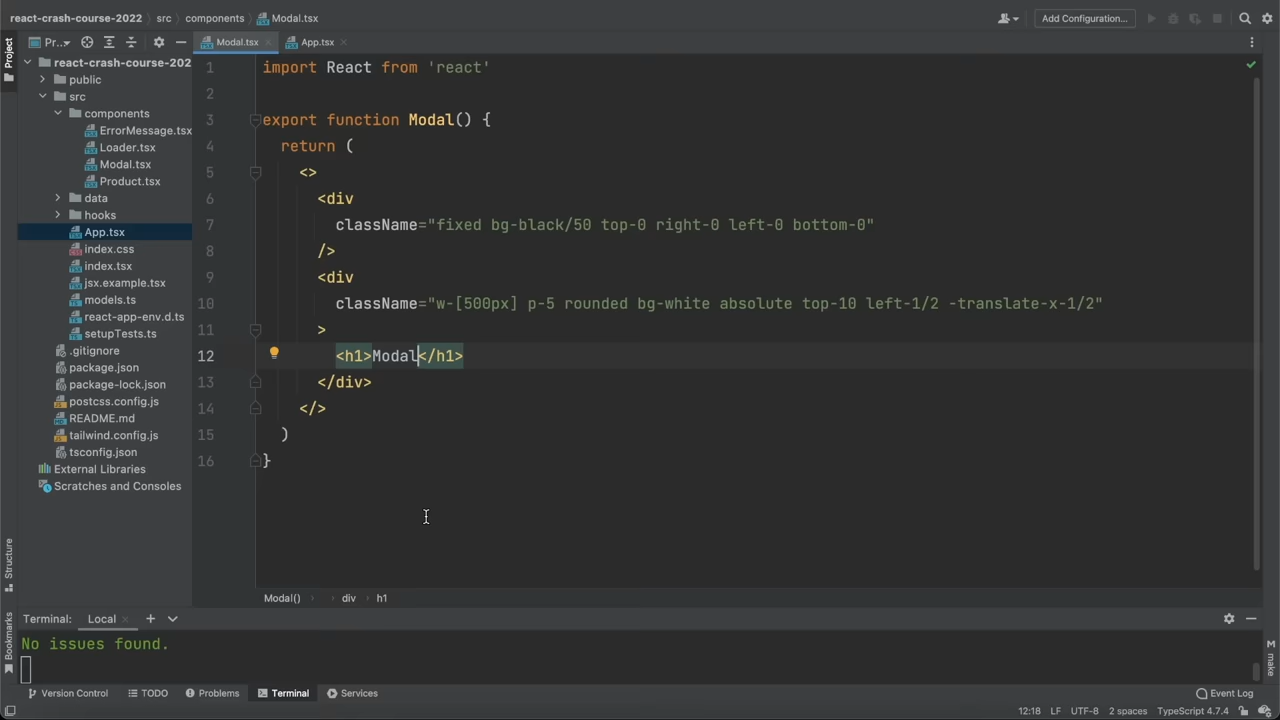 react-crash-course-2022 src components Modal.tsx Add Configuration...
Project Pr... Modal.tsx App.tsx
react-crash-course-202
public
src
components
ErrorMessage.tsx
Loader.tsx
Modal.tsx
Product.tsx
data
hooks
App.tsx
index.css
index.tsx
jsx.example.tsx
models.ts
react-app-env.d.ts
setupTests.ts
.gitignore
package.json
package-lock.json
postcss.config.js
README.md
tailwind.config.js
tsconfig.json
External Libraries
Scratches and Consoles
1 import React from 'react'
2
3 export function Modal() {
4 return (
5 <>
6 <div
7 className="fixed bg-black/50 top-0 right-0 left-0 bottom-0"
8 />
9 <div
10 className="w-[500px] p-5 rounded bg-white absolute top-10 left-1/2 -translate-x-1/2"
11 >
12 <h1>Modal</h1>
13 </div>
14 </>
15 )
16 }
Modal() div h1
Structure
Bookmarks
make
Terminal: Local
No issues found.
Version Control TODO Problems Terminal Services Event Log
12:18 LF UTF-8 2 spaces TypeScript 4.7.4